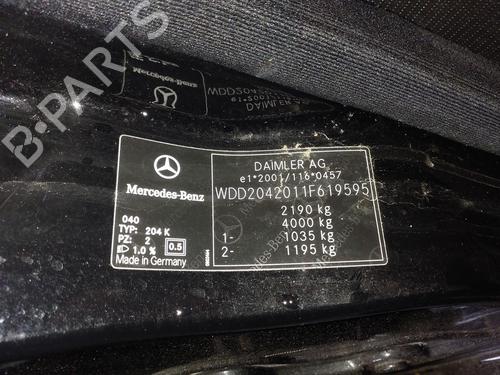 B-PARTS
Mercedes-Benz
DAIMLER AG
e1*2001/116*0457
WDD2042011F619595
2190 kg
4000 kg
1- 1035 kg
2- 1195 kg
040
TYP: 204 K
PZ: 2
1.0 % 0.5
Made in Germany